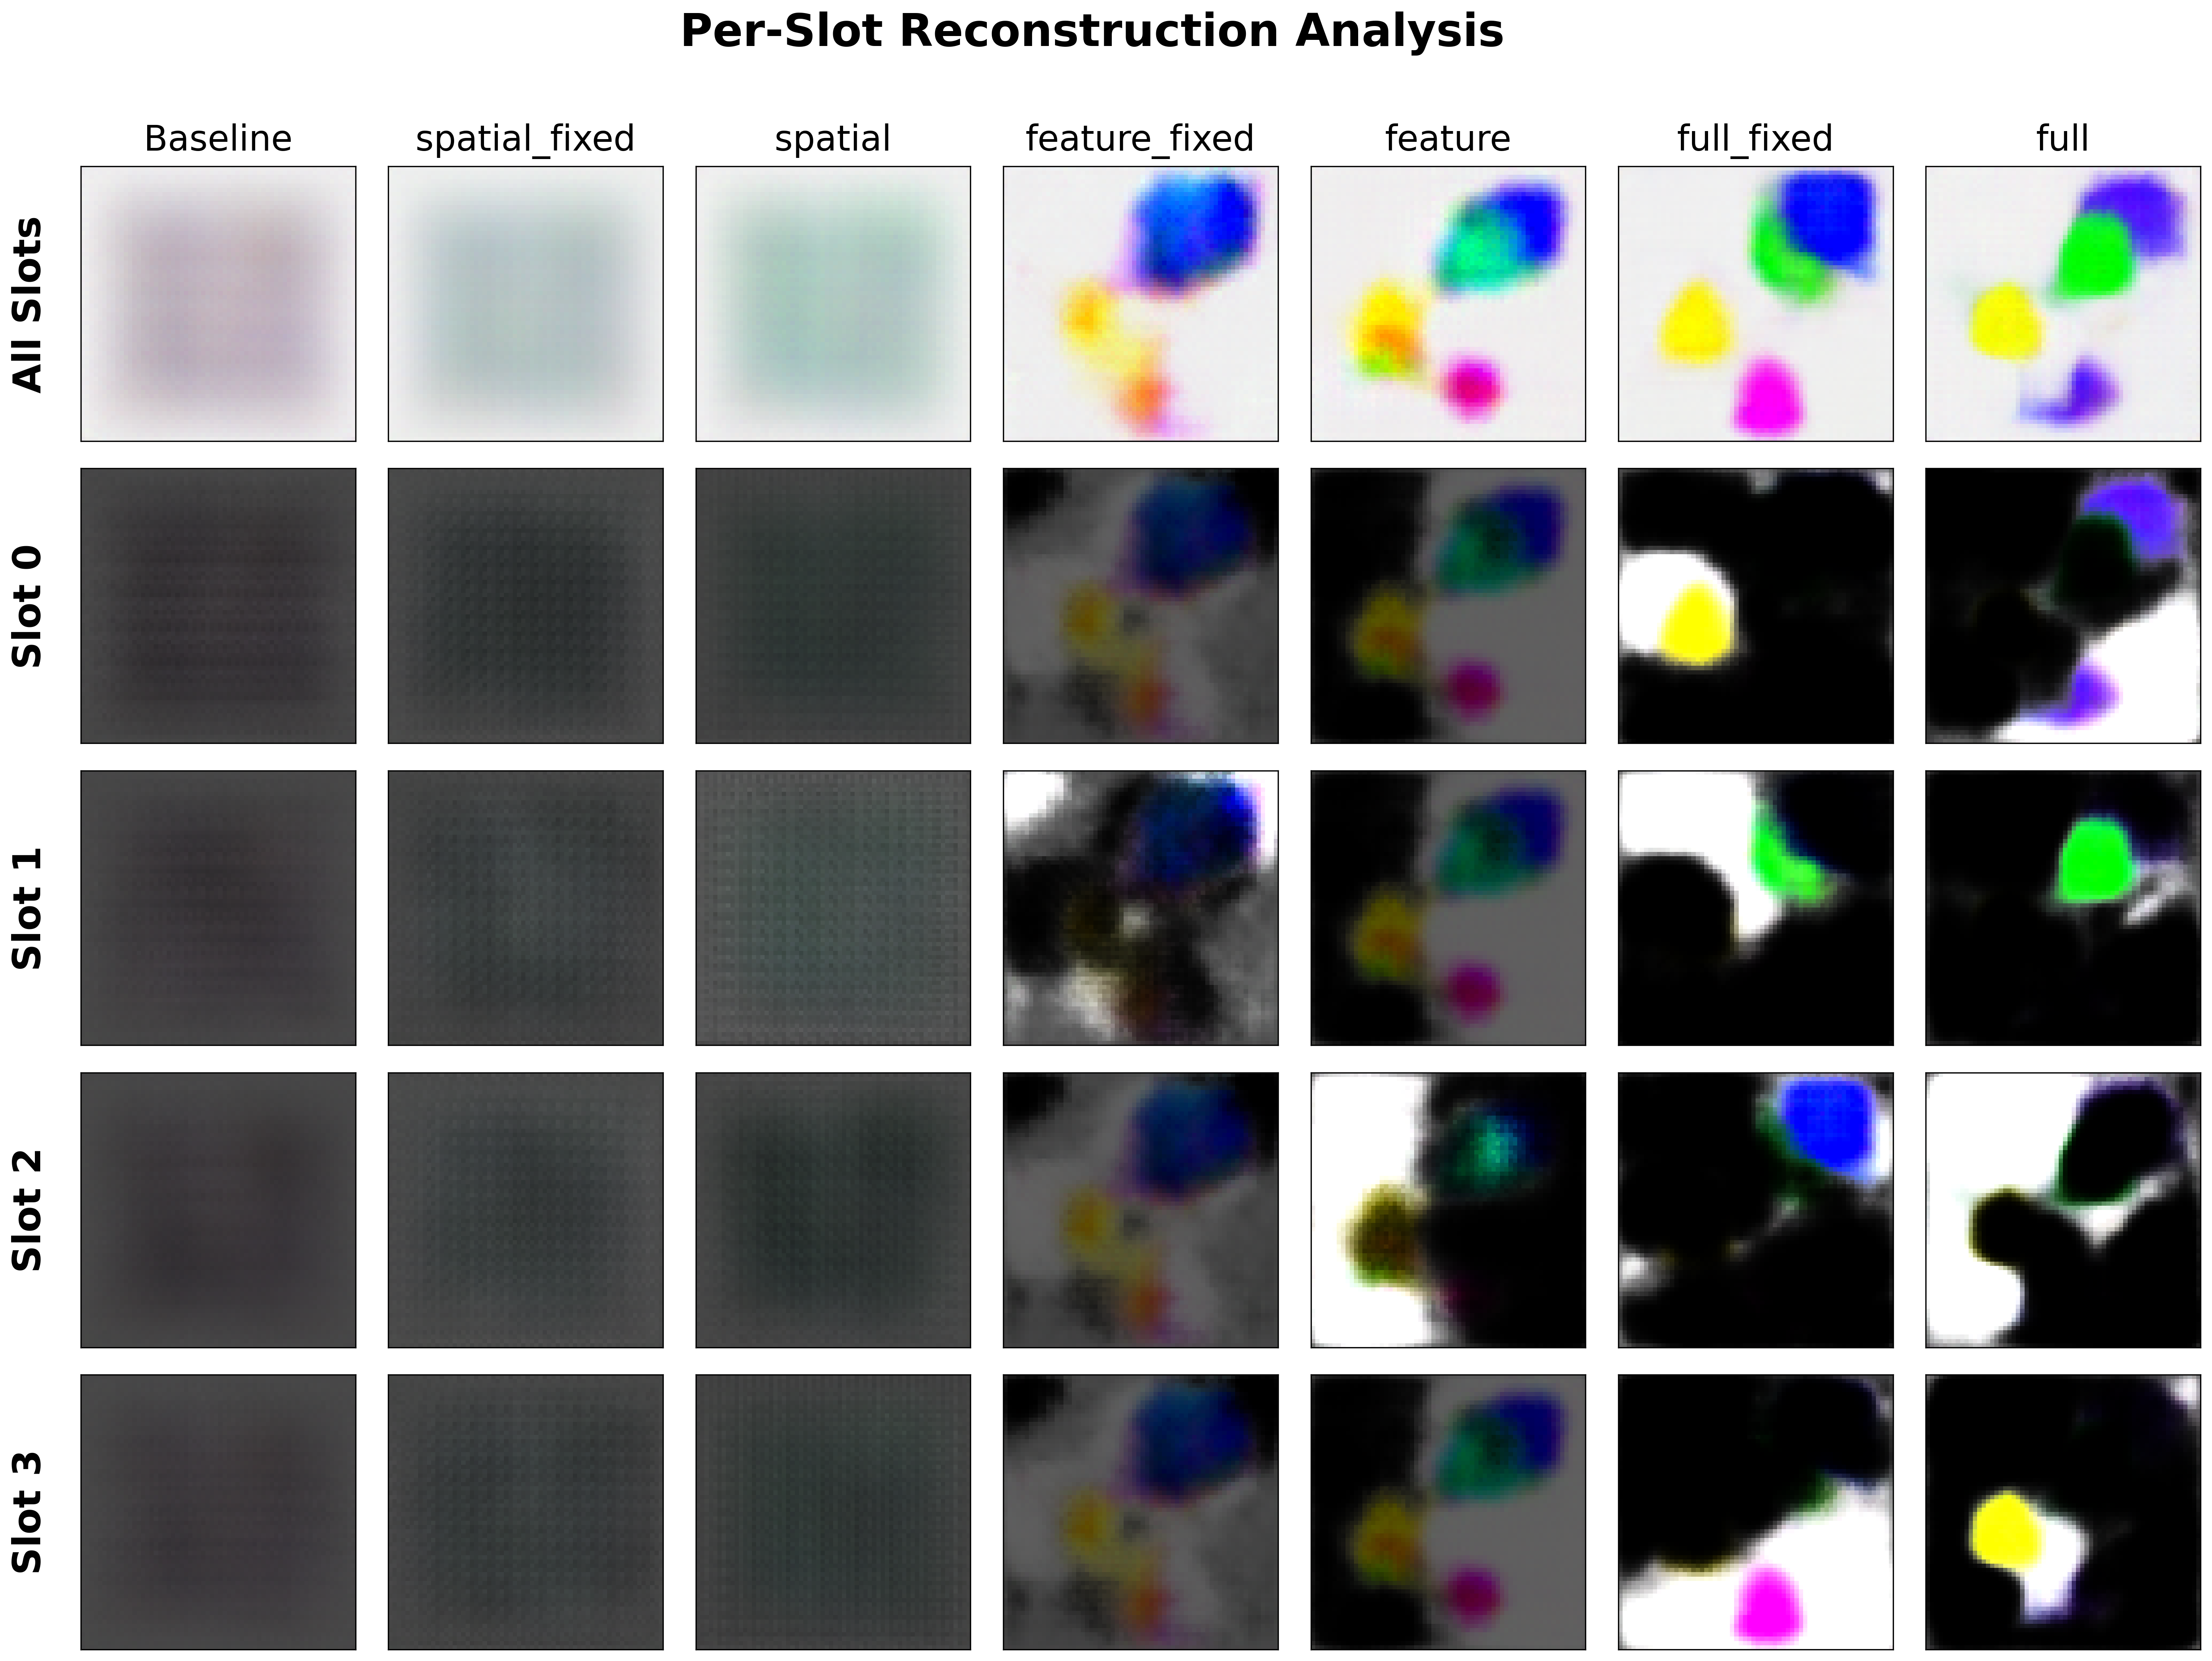 Per-Slot Reconstruction Analysis
Baseline spatial_fixed spatial feature_fixed feature full_fixed full
All Slots
Slot 0
Slot 1
Slot 2
Slot 3